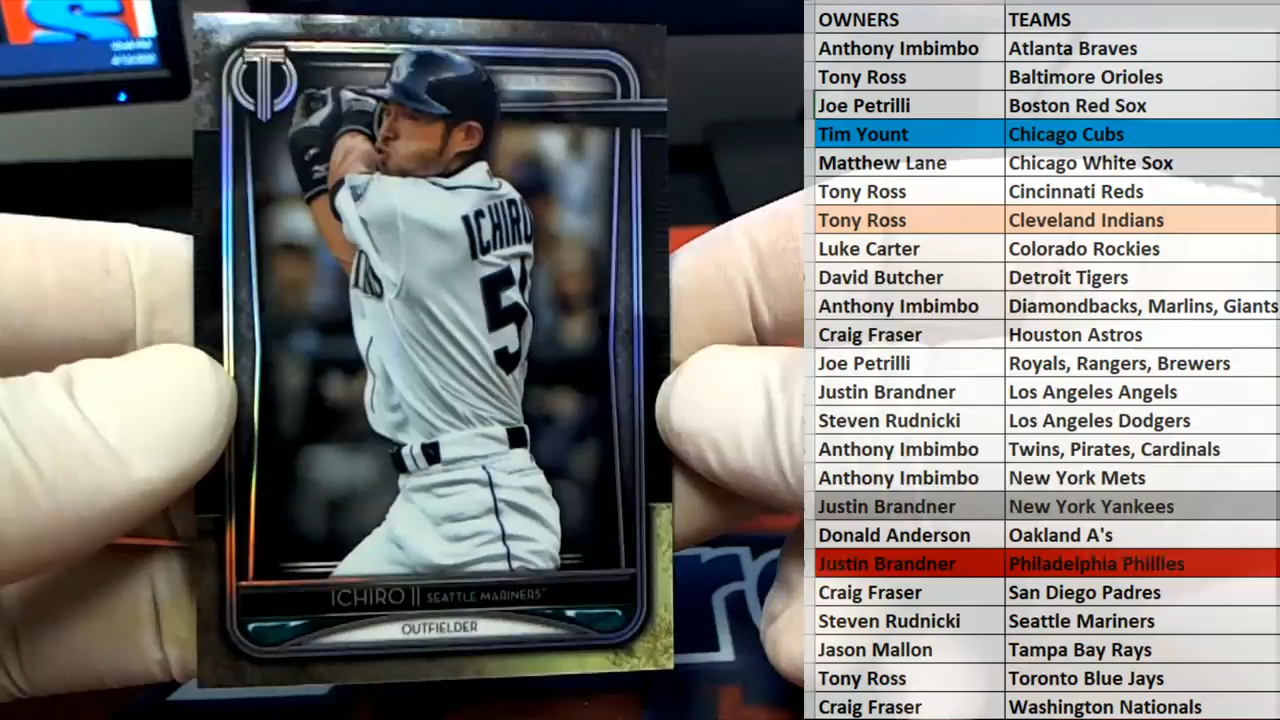 ICHIRO
5
ICHIRO || SEATTLE MARINERS
OUTFIELDER
OWNERS TEAMS
Anthony Imbimbo Atlanta Braves
Tony Ross Baltimore Orioles
Joe Petrilli Boston Red Sox
Tim Yount Chicago Cubs
Matthew Lane Chicago White Sox
Tony Ross Cincinnati Reds
Tony Ross Cleveland Indians
Luke Carter Colorado Rockies
David Butcher Detroit Tigers
Anthony Imbimbo Diamondbacks, Marlins, Giants
Craig Fraser Houston Astros
Joe Petrilli Royals, Rangers, Brewers
Justin Brandner Los Angeles Angels
Steven Rudnicki Los Angeles Dodgers
Anthony Imbimbo Twins, Pirates, Cardinals
Anthony Imbimbo New York Mets
Justin Brandner New York Yankees
Donald Anderson Oakland A's
Justin Brandner Philadelphia Phillies
Craig Fraser San Diego Padres
Steven Rudnicki Seattle Mariners
Jason Mallon Tampa Bay Rays
Tony Ross Toronto Blue Jays
Craig Fraser Washington Nationals